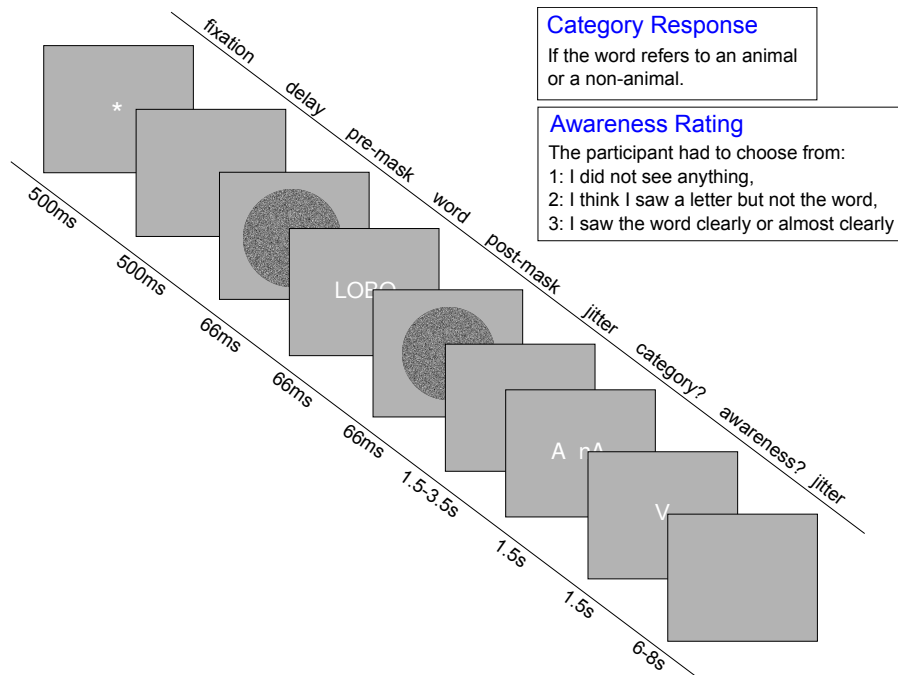 fixation
delay
pre-mask
word
post-mask
jitter
category?
awareness?
jitter
*
LOBO
A nA
V
500ms
500ms
66ms
66ms
66ms
1.5-3.5s
1.5s
1.5s
6-8s
Category Response
If the word refers to an animal
or a non-animal.
Awareness Rating
The participant had to choose from:
1: I did not see anything,
2: I think I saw a letter but not the word,
3: I saw the word clearly or almost clearly